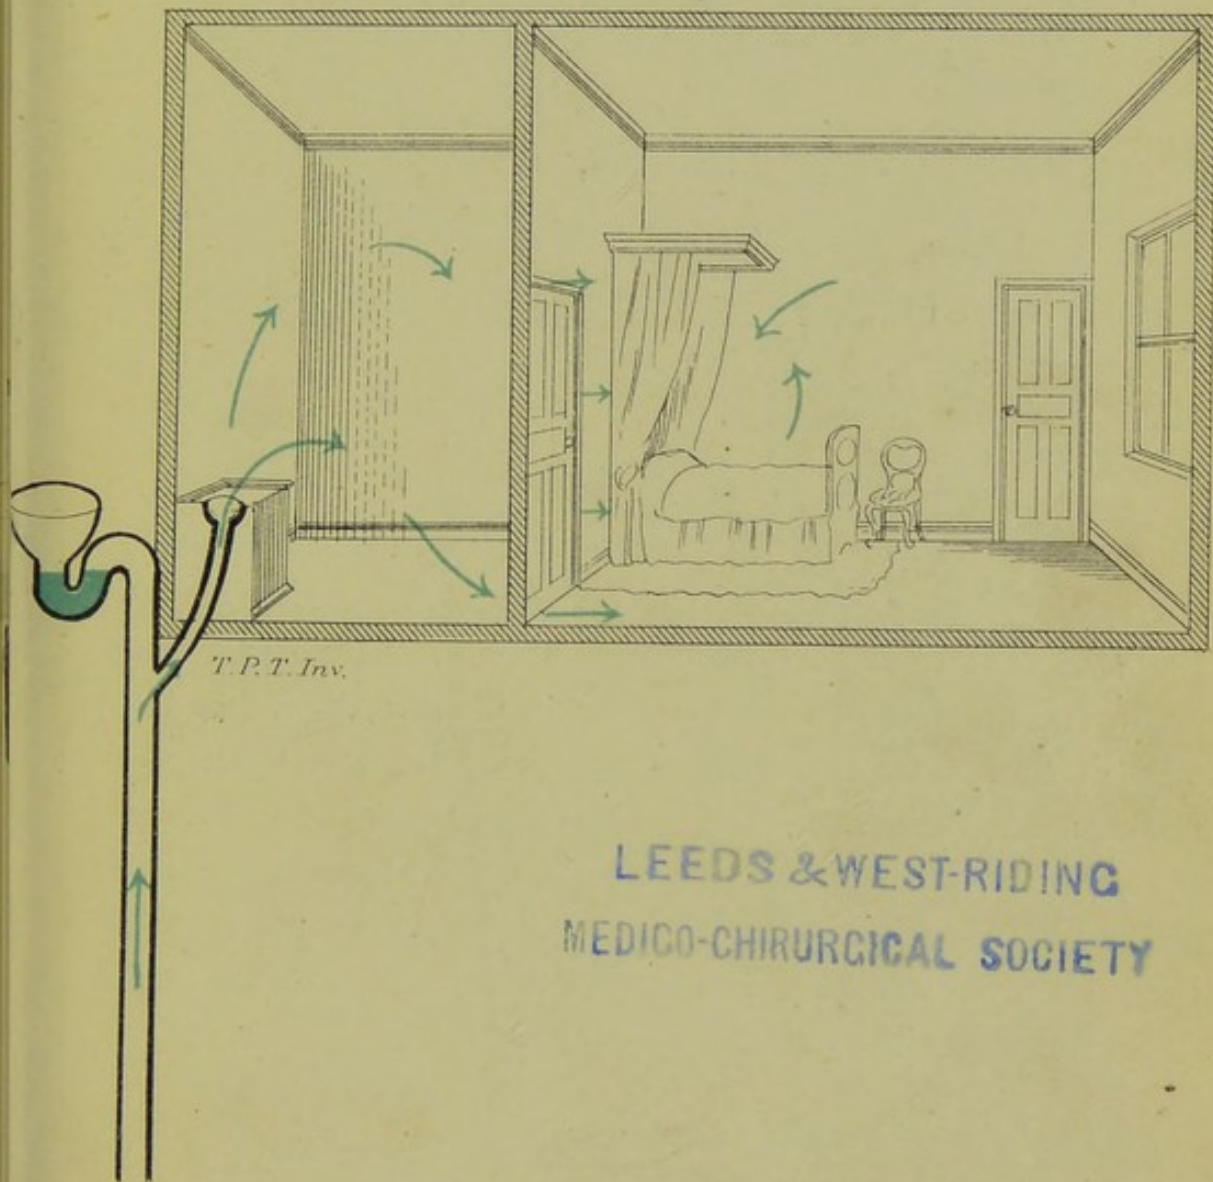 T. P. T. Inv.
LEEDS & WEST-RIDING
MEDICO-CHIRURGICAL SOCIETY